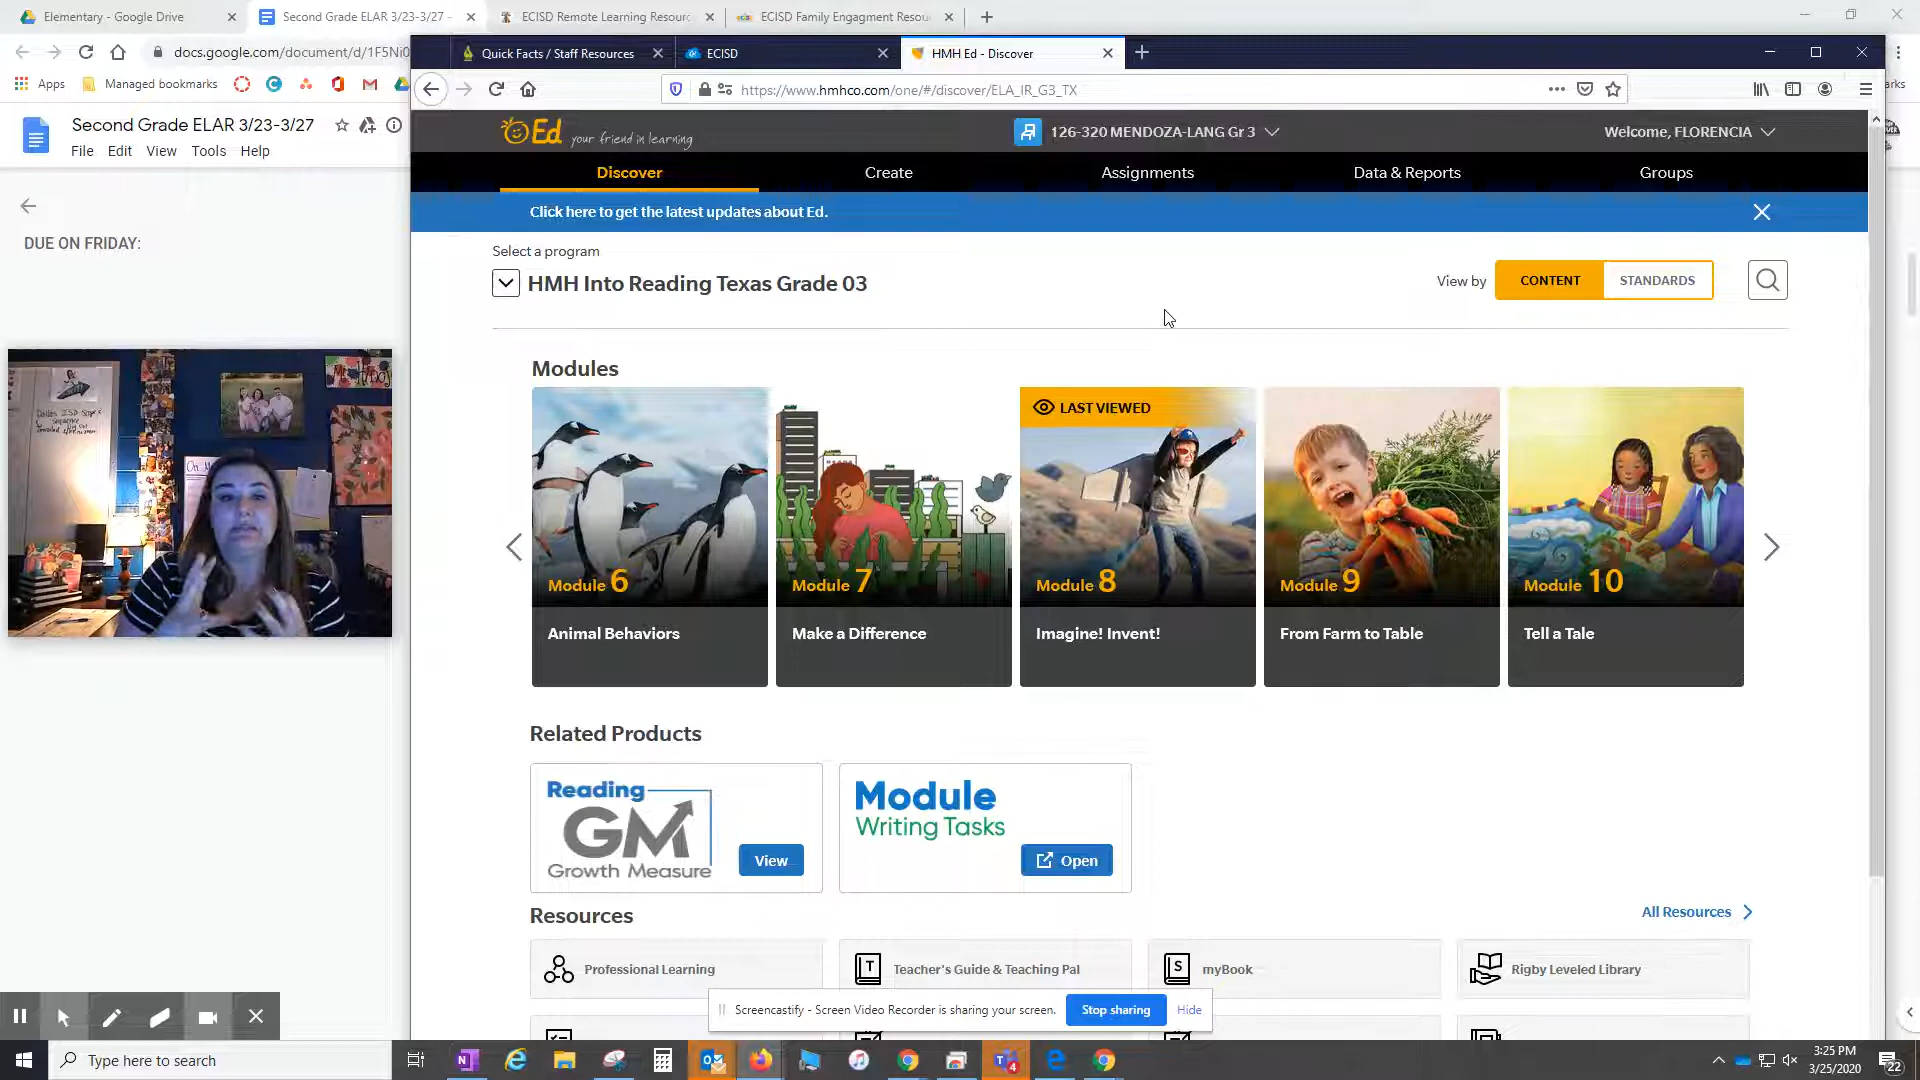 Elementary - Google Drive
Second Grade ELAR 3/23-3/27 -
ECISD Remote Learning Resourc
ECISD Family Engagment Resou
docs.google.com/document/d/1F5Ni0
Apps
Managed bookmarks
Second Grade ELAR 3/23-3/27
File Edit View Tools Help
DUE ON FRIDAY:
Quick Facts / Staff Resources
ECISD
HMH Ed - Discover
https://www.hmhco.com/one/#/discover/ELA_IR_G3_TX
Ed your friend in learning
126-320 MENDOZA-LANG Gr 3
Welcome, FLORENCIA
Discover Create Assignments Data & Reports Groups
Click here to get the latest updates about Ed.
Select a program
HMH Into Reading Texas Grade 03
View by CONTENT STANDARDS
Modules
LAST VIEWED
Module 6
Animal Behaviors
Module 7
Make a Difference
Module 8
Imagine! Invent!
Module 9
From Farm to Table
Module 10
Tell a Tale
Related Products
Reading
GM
Growth Measure
View
Module
Writing Tasks
Open
Resources
All Resources
Professional Learning
Teacher's Guide & Teaching Pal
myBook
Rigby Leveled Library
Screencastify - Screen Video Recorder is sharing your screen. Stop sharing Hide
Type here to search
4
3:25 PM
3/25/2020
22